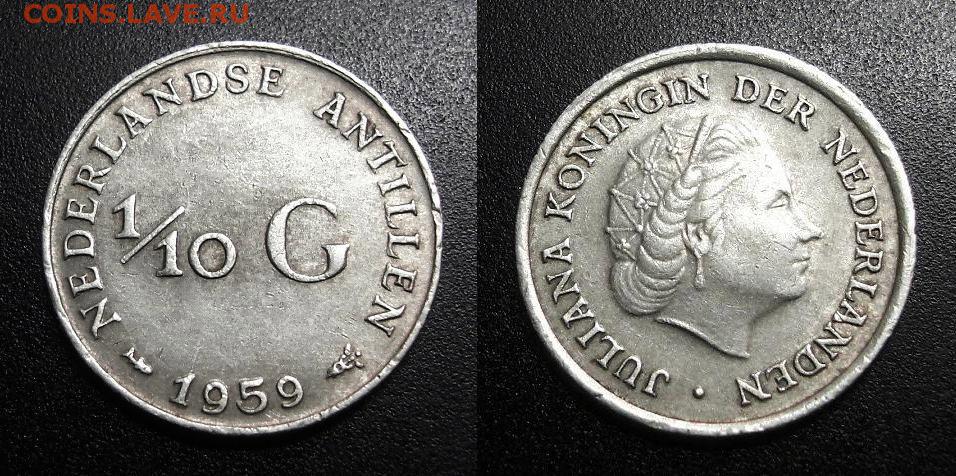 COINS.LAVE.RU
NEDERLANDSE ANTILLEN
1/10 G
1959
JULIANA KONINGIN DER NEDERLANDEN